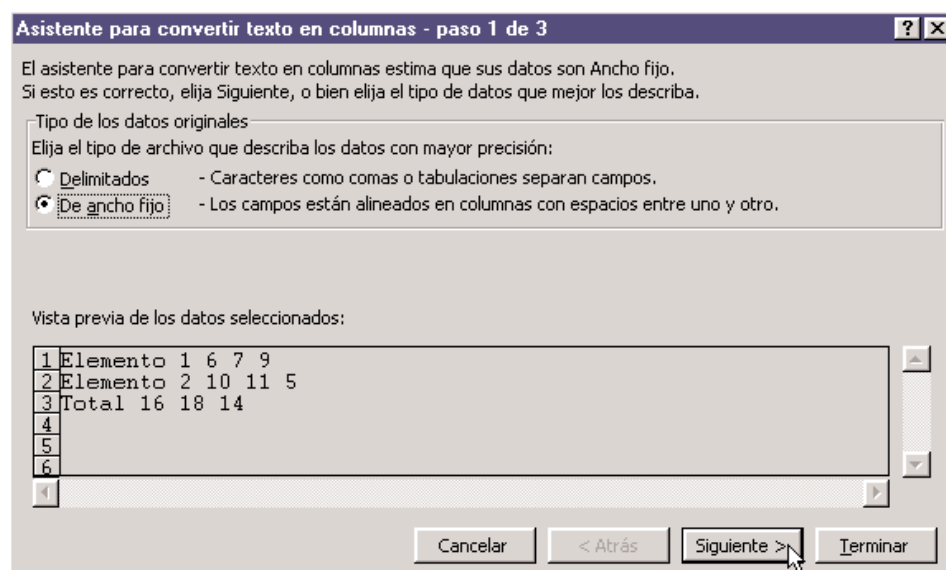 Asistente para convertir texto en columnas - paso 1 de 3
El asistente para convertir texto en columnas estima que sus datos son Ancho fijo.
Si esto es correcto, elija Siguiente, o bien elija el tipo de datos que mejor los describa.
Tipo de los datos originales
Elija el tipo de archivo que describa los datos con mayor precisión:
Delimitados - Caracteres como comas o tabulaciones separan campos.
De ancho fijo - Los campos están alineados en columnas con espacios entre uno y otro.
Vista previa de los datos seleccionados:
1 Elemento 1 6 7 9
2 Elemento 2 10 11 5
3 Total 16 18 14
4
5
6
Cancelar < Atrás Siguiente > Terminar